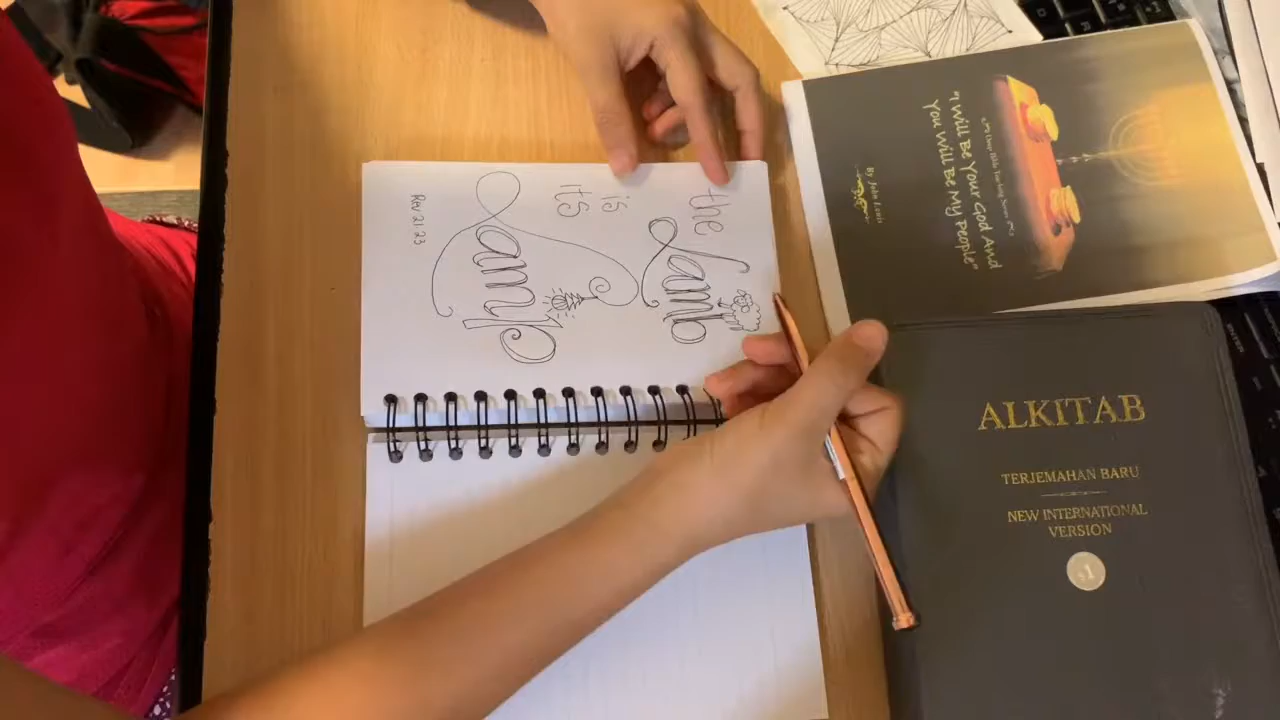 the
Lamb
is
its
Lamp
Rev 21 23
"I Will Be Your God And
You Will Be My People"
By John Lewis
ALKITAB
TERJEMAHAN BARU
NEW INTERNATIONAL
VERSION